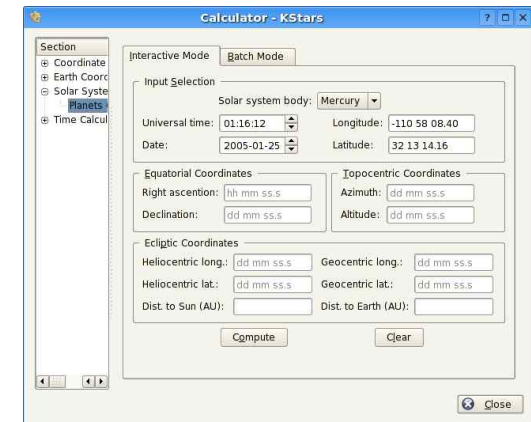 Calculator - KStars
Section
Coordinate
Earth Coorc
Solar Syste
Planets
Time Calcul
Interactive Mode Batch Mode
Input Selection
Solar system body: Mercury
Universal time: 01:16:12 Longitude: -110 58 08.40
Date: 2005-01-25 Latitude: 32 13 14.16
Equatorial Coordinates Topocentric Coordinates
Right ascention: hh mm ss.s Azimuth: dd mm ss.s
Declination: dd mm ss.s Altitude: dd mm ss.s
Ecliptic Coordinates
Heliocentric long.: dd mm ss.s Geocentric long.: dd mm ss.s
Heliocentric lat.: dd mm ss.s Geocentric lat.: dd mm ss.s
Dist. to Sun (AU): Dist. to Earth (AU):
Compute Clear
Close